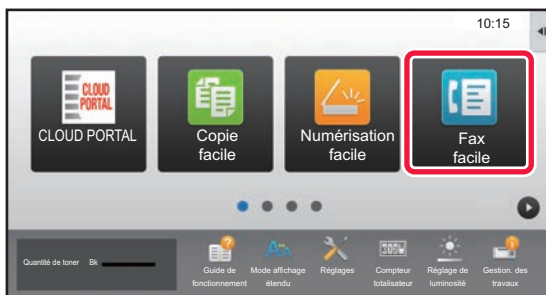 10:15
CLOUD
PORTAL
CLOUD PORTAL
Copie
facile
Numérisation
facile
Fax
facile
Quantité de toner Bk
Guide de
fonctionnement
Mode affichage
étendu
Réglages
Compteur
totalisateur
Réglage de
luminosité
Gestion. des
travaux